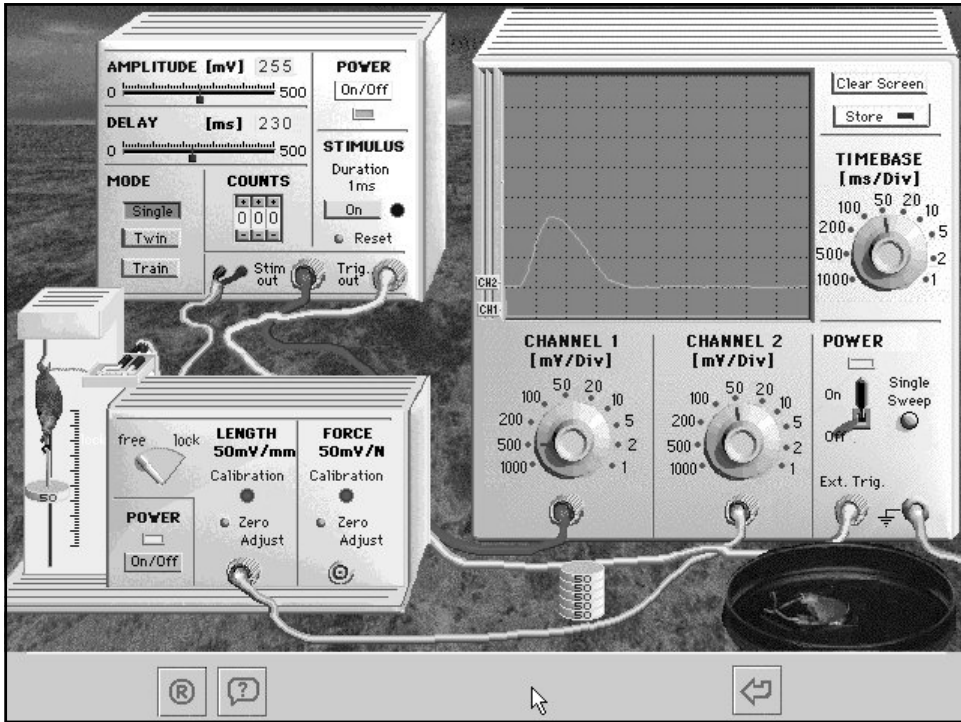 AMPLITUDE [mV] 255
0 500
DELAY [ms] 230
0 500
MODE
Single
Twin
Train
COUNTS
+ + +
0 0 0
- - -
POWER
On/Off
STIMULUS
Duration
1ms
On
Reset
Stim
out
Trig.
out
CH2
CH1
Clear Screen
Store
TIMEBASE
[ms/Div]
50
100 20
200 10
500 5
1000 2
1
CHANNEL 1
[mV/Div]
50
100 20
200 10
500 5
1000 2
1
CHANNEL 2
[mV/Div]
50
100 20
200 10
500 5
1000 2
1
POWER
On
Off
Single
Sweep
Ext. Trig.
50
free lock
LENGTH
50mV/mm
Calibration
Zero
Adjust
FORCE
50mV/N
Calibration
Zero
Adjust
POWER
On/Off
50
50
50
50
50
®
?